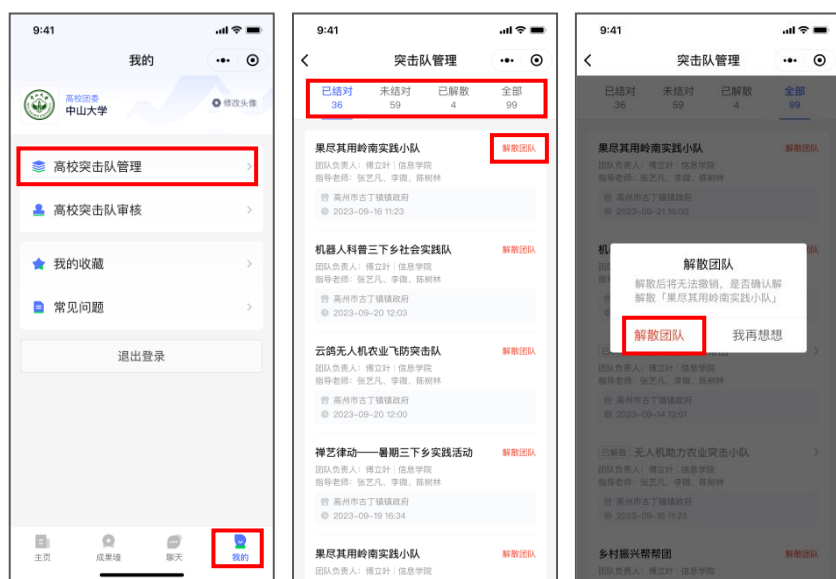 9:41
我的
高校团委
中山大学
修改头像
高校突击队管理
高校突击队审核
我的收藏
常见问题
退出登录
主页
成果墙
聊天
我的
9:41
突击队管理
已结对 未结对 已解散 全部
36 59 4 99
果尽其用岭南实践小队 解散团队
团队负责人：傅立叶｜信息学院
指导老师：张艺凡、李微、陈树林
高州市古丁镇镇政府
2023-09-16 11:23
机器人科普三下乡社会实践队 解散团队
团队负责人：傅立叶｜信息学院
指导老师：张艺凡、李微、陈树林
高州市古丁镇镇政府
2023-09-20 12:03
云鸽无人机农业飞防突击队 解散团队
团队负责人：傅立叶｜信息学院
指导老师：张艺凡、李微、陈树林
高州市古丁镇镇政府
2023-09-20 12:00
禅艺律动——暑期三下乡实践活动 解散团队
团队负责人：傅立叶｜信息学院
指导老师：张艺凡、李微、陈树林
高州市古丁镇镇政府
2023-09-19 16:34
果尽其用岭南实践小队 解散团队
团队负责人：傅立叶｜信息学院
9:41
突击队管理
已结对 未结对 已解散 全部
36 59 4 99
果尽其用岭南实践小队 解散团队
团队负责人：傅立叶｜信息学院
指导老师：张艺凡、李微、陈树林
高州市古丁镇镇政府
2023-09-21 16:00
机
解散团队
解散后将无法撤销，是否确认解
解散「果尽其用岭南实践小队」
解散团队 我再想想
团队负责人：傅立叶｜信息学院
指导老师：张艺凡、李微、陈树林
高州市古丁镇镇政府
2023-09-14 12:01
已解散 无人机助力农业突击小队
团队负责人：傅立叶｜信息学院
指导老师：张艺凡、李微、陈树林
高州市古丁镇镇政府
2023-09-16 11:23
乡村振兴帮帮团 解散团队
团队负责人：傅立叶｜信息学院